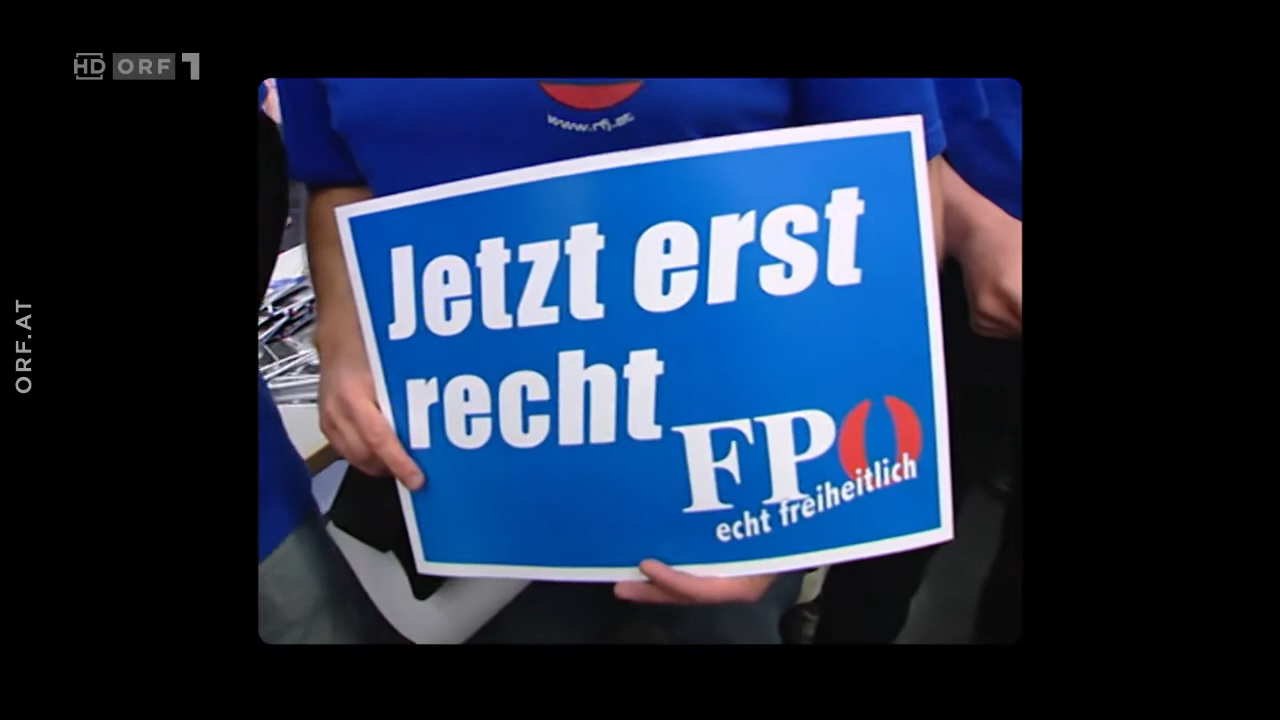 HD ORF 1
ORF.AT
www.rfj.at
Jetzt erst
recht
FPÖ
echt freiheitlich